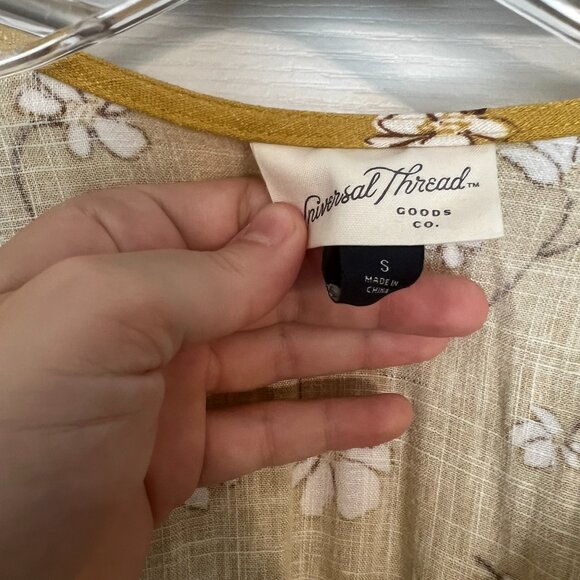 Universal Thread™
GOODS
CO.
S
MADE IN
CHINA